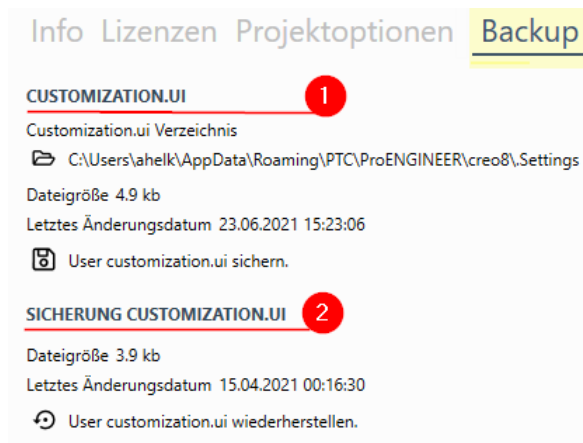 Info Lizenzen Projektoptionen Backup
CUSTOMIZATION.UI 1
Customization.ui Verzeichnis
C:\Users\ahelk\AppData\Roaming\PTC\ProENGINEER\creo8\.Settings
Dateigröße 4.9 kb
Letztes Änderungsdatum 23.06.2021 15:23:06
User customization.ui sichern.
SICHERUNG CUSTOMIZATION.UI 2
Dateigröße 3.9 kb
Letztes Änderungsdatum 15.04.2021 00:16:30
User customization.ui wiederherstellen.